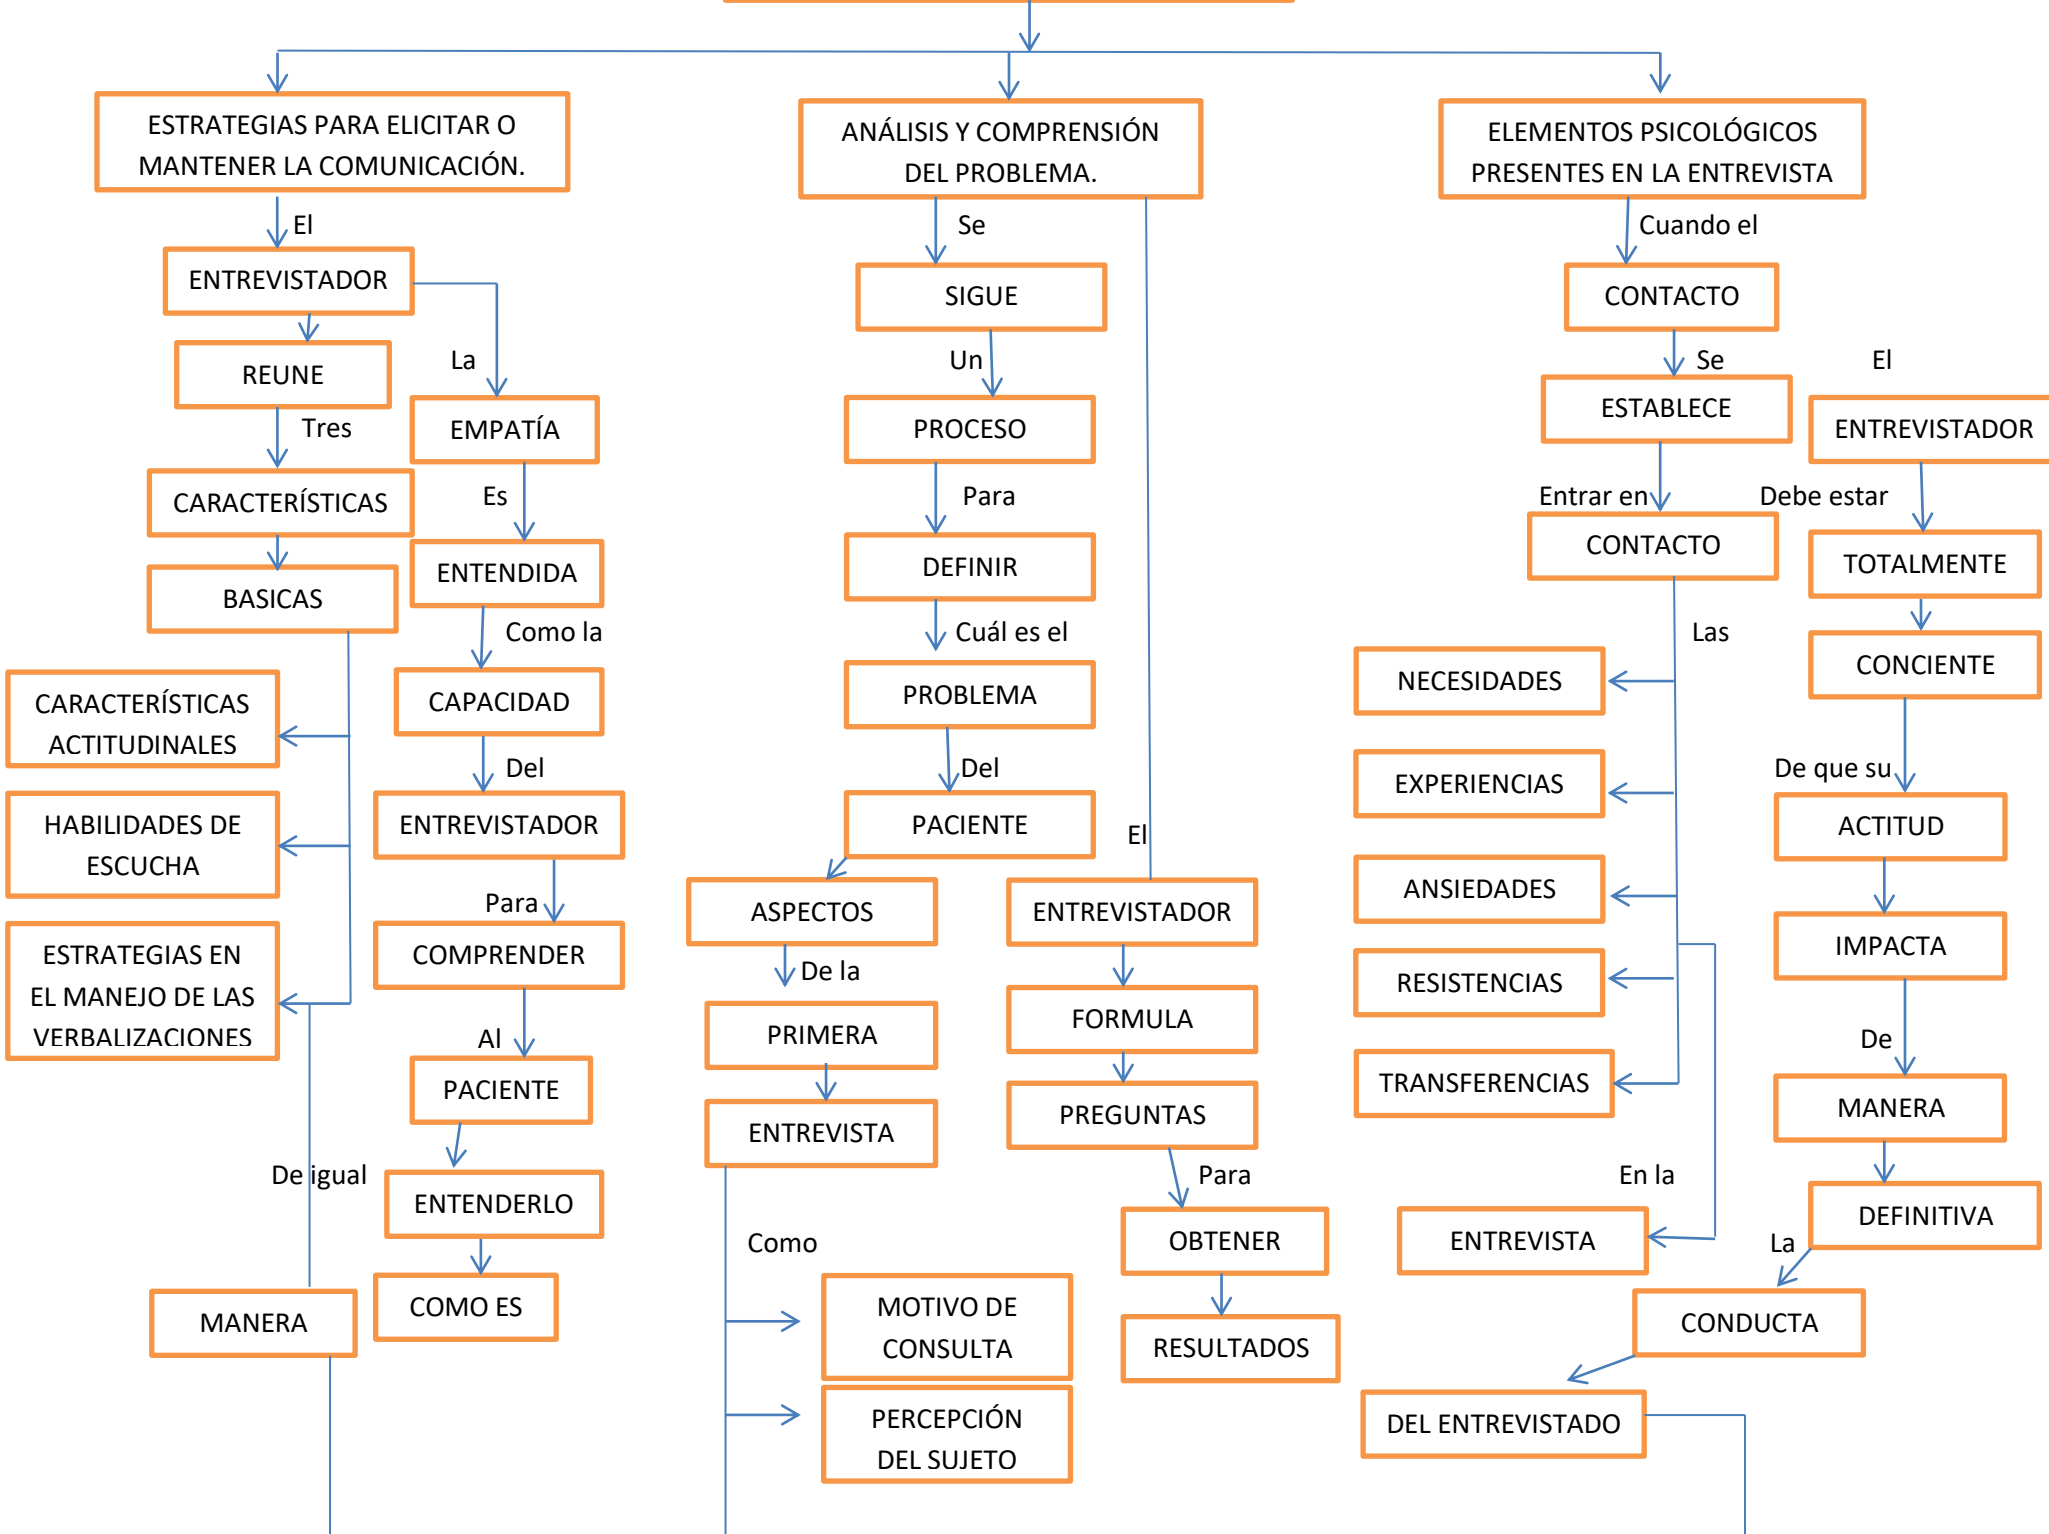 ESTRATEGIAS PARA ELICITAR O
MANTENER LA COMUNICACIÓN.
El
ENTREVISTADOR
REUNE
Tres
CARACTERÍSTICAS
BASICAS
CARACTERÍSTICAS
ACTITUDINALES
HABILIDADES DE
ESCUCHA
ESTRATEGIAS EN
EL MANEJO DE LAS
VERBALIZACIONES
De igual
MANERA
La
EMPATÍA
Es
ENTENDIDA
Como la
CAPACIDAD
Del
ENTREVISTADOR
Para
COMPRENDER
Al
PACIENTE
ENTENDERLO
COMO ES
ANÁLISIS Y COMPRENSIÓN
DEL PROBLEMA.
Se
SIGUE
Un
PROCESO
Para
DEFINIR
Cuál es el
PROBLEMA
Del
PACIENTE
ASPECTOS
De la
PRIMERA
ENTREVISTA
Como
MOTIVO DE
CONSULTA
PERCEPCIÓN
DEL SUJETO
El
ENTREVISTADOR
FORMULA
PREGUNTAS
Para
OBTENER
RESULTADOS
ELEMENTOS PSICOLÓGICOS
PRESENTES EN LA ENTREVISTA
Cuando el
CONTACTO
Se
ESTABLECE
Entrar en
CONTACTO
Las
NECESIDADES
EXPERIENCIAS
ANSIEDADES
RESISTENCIAS
TRANSFERENCIAS
En la
ENTREVISTA
El
ENTREVISTADOR
Debe estar
TOTALMENTE
CONCIENTE
De que su
ACTITUD
IMPACTA
De
MANERA
DEFINITIVA
La
CONDUCTA
DEL ENTREVISTADO